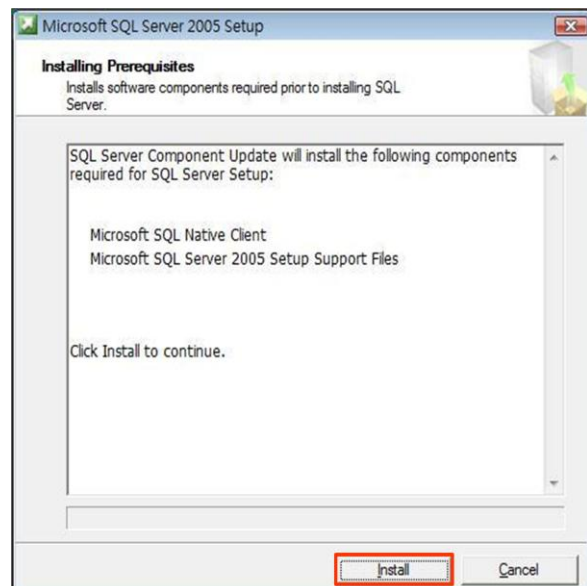 Microsoft SQL Server 2005 Setup
Installing Prerequisites
Installs software components required prior to installing SQL
Server.
SQL Server Component Update will install the following components
required for SQL Server Setup:
Microsoft SQL Native Client
Microsoft SQL Server 2005 Setup Support Files
Click Install to continue.
Install
Cancel